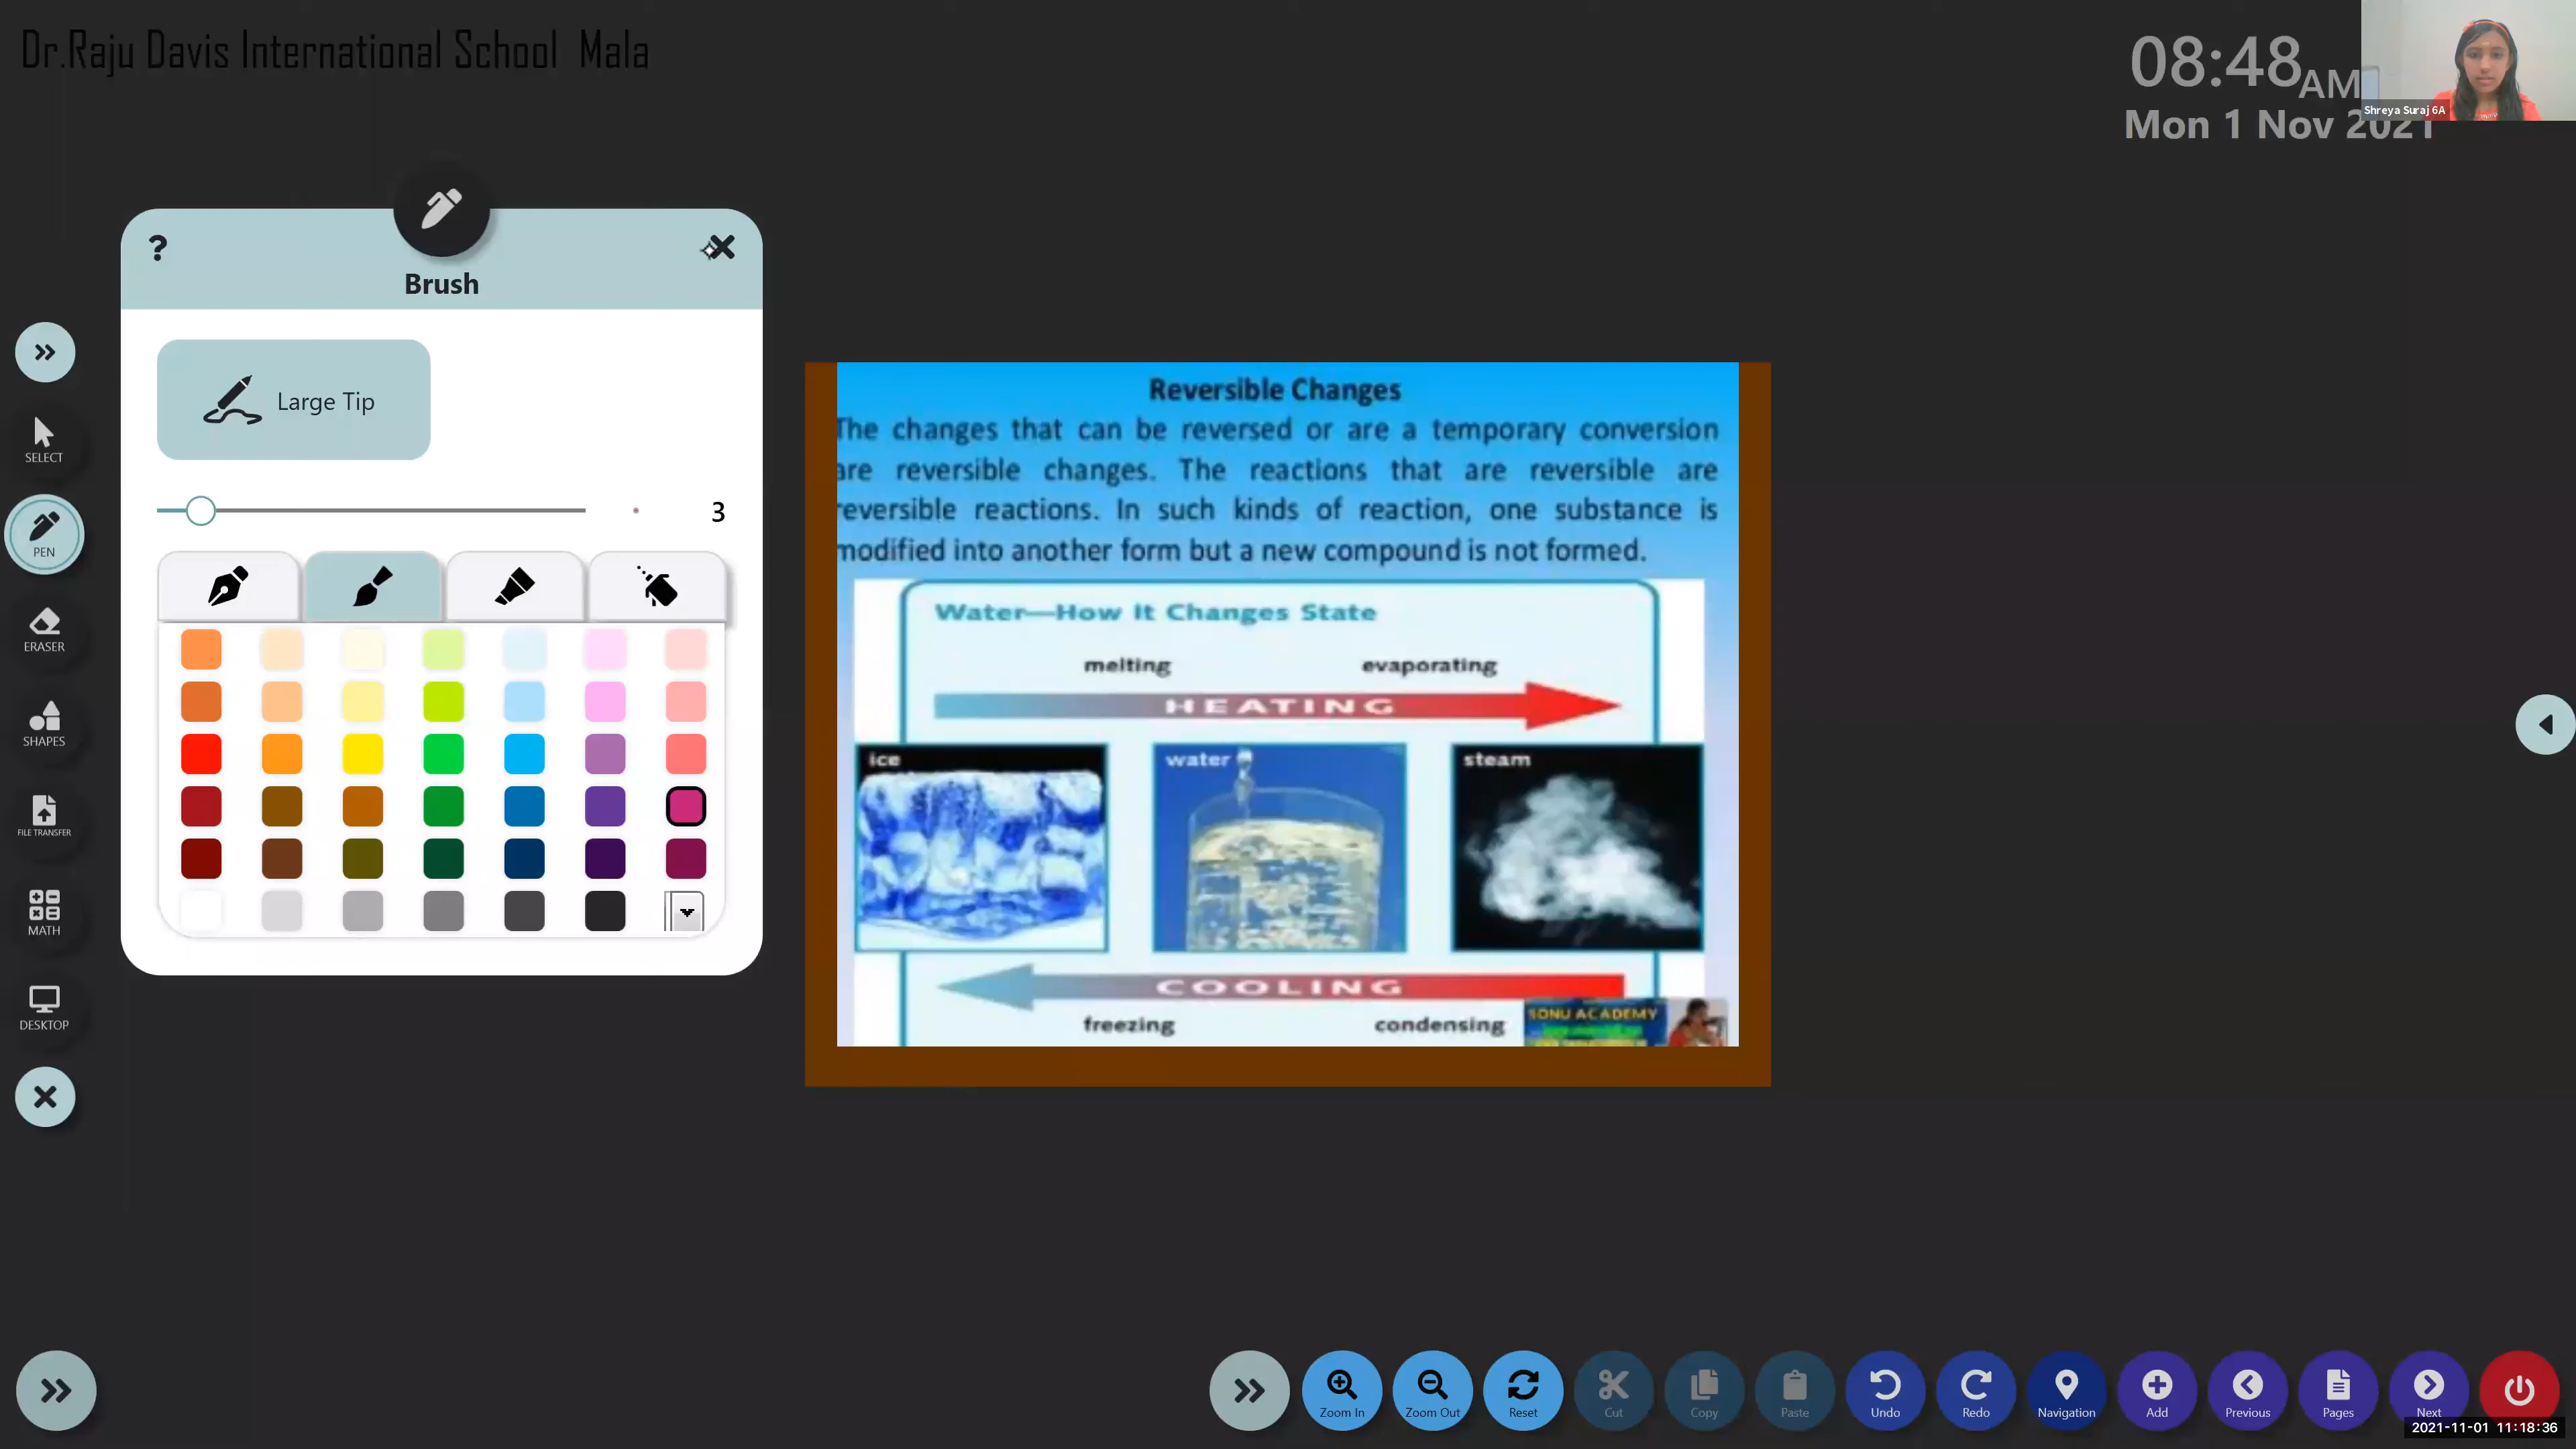 Dr.Raju Davis International School Mala
08:48 AM
Mon 1 Nov 2021
Shreya Suraj 6A
?
Brush
Large Tip
3
SELECT
PEN
ERASER
SHAPES
FILE TRANSFER
MATH
DESKTOP
Reversible Changes
The changes that can be reversed or are a temporary conversion
are reversible changes. The reactions that are reversible are
reversible reactions. In such kinds of reaction, one substance is
modified into another form but a new compound is not formed.
Water—How It Changes State
melting evaporating
HEATING
ice water steam
COOLING
freezing condensing
SONU ACADEMY
Zoom In Zoom Out Reset Cut Copy Paste Undo Redo Navigation Add Previous Pages Next
2021-11-01 11:18:36